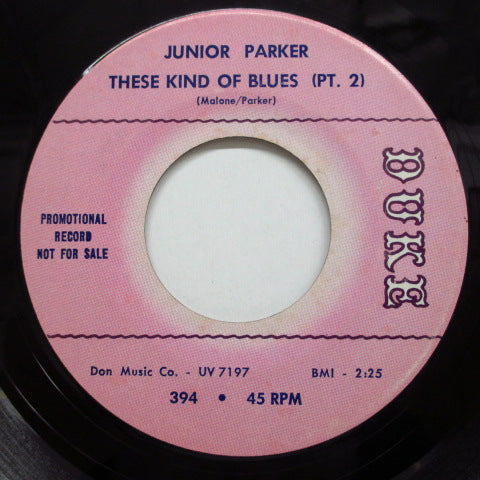 JUNIOR PARKER
THESE KIND OF BLUES (PT. 2)
(Malone/Parker)
DUKE
PROMOTIONAL
RECORD
NOT FOR SALE
Don Music Co. - UV 7197
BMI - 2:25
394 • 45 RPM